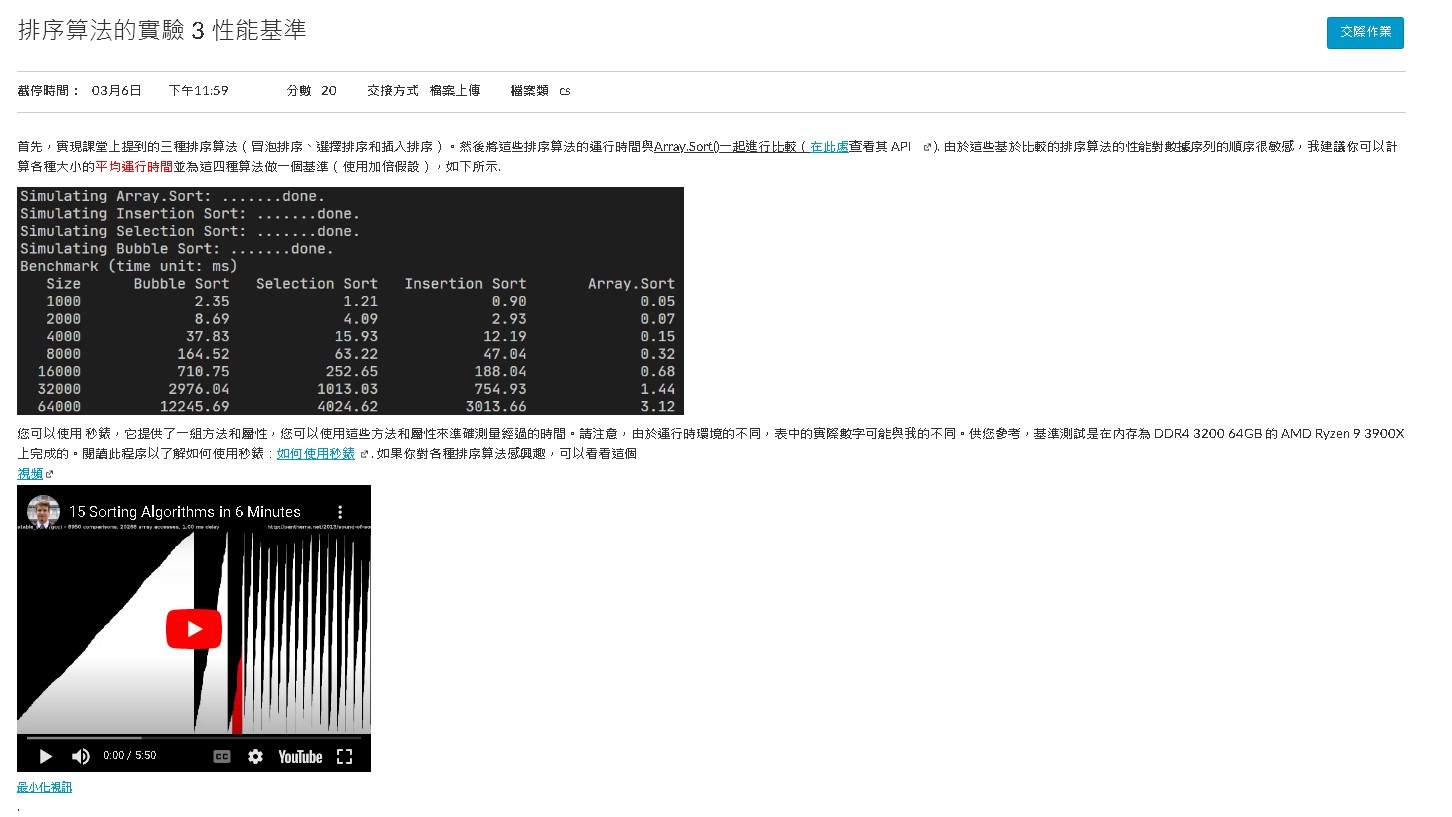 排序算法的實驗 3 性能基準
交際作業
截停時間： 03月6日 下午11:59 分數 20 交接方式 檔案上傳 檔案類 cs
首先，實現課堂上提到的三種排序算法（冒泡排序、選擇排序和插入排序）。然後將這些排序算法的運行時間與Array.Sort()一起進行比較（ 在此處查看其 API ). 由於這些基於比較的排序算法的性能對數據序列的順序很敏感，我建議你可以計
算各種大小的平均運行時間並為這四種算法做一個基準（使用加倍假設），如下所示.
Simulating Array.Sort: .......done.
Simulating Insertion Sort: .......done.
Simulating Selection Sort: .......done.
Simulating Bubble Sort: .......done.
Benchmark (time unit: ms)
Size Bubble Sort Selection Sort Insertion Sort Array.Sort
1000 2.35 1.21 0.90 0.05
2000 8.69 4.09 2.93 0.07
4000 37.83 15.93 12.19 0.15
8000 164.52 63.22 47.04 0.32
16000 710.75 252.65 188.04 0.68
32000 2976.04 1013.03 754.93 1.44
64000 12245.69 4024.62 3013.66 3.12
您可以使用 秒錶，它提供了一組方法和屬性，您可以使用這些方法和屬性來準確測量經過的時間。請注意，由於運行時環境的不同，表中的實際數字可能與我的不同。供您參考，基準測試是在內存為 DDR4 3200 64GB 的 AMD Ryzen 9 3900X
上完成的。閱讀此程序以了解如何使用秒錶：如何使用秒錶 . 如果你對各種排序算法感興趣，可以看看這個
視頻
15 Sorting Algorithms in 6 Minutes
(gcc) - 8950 comparisons, 20268 array accesses, 1.00 ms delay
http://panthema.net/2013/sound-of-so
0:00 / 5:50 CC YouTube
最小化視訊
.